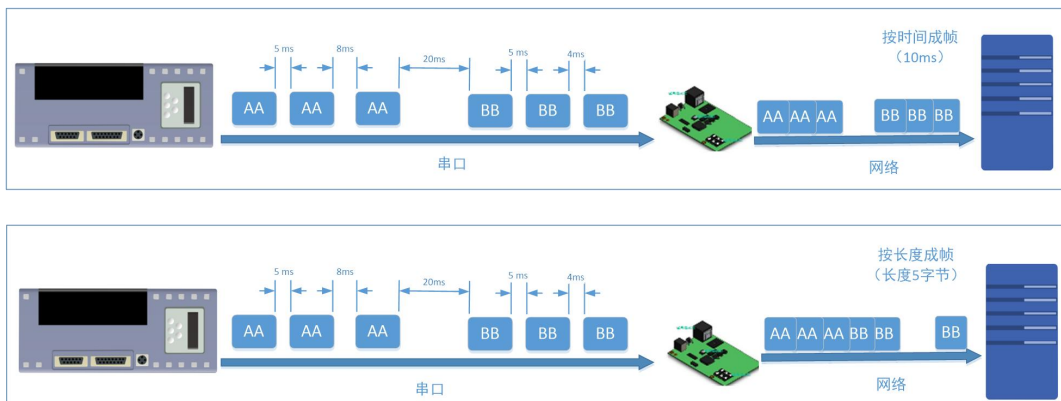 按时间成帧
（10ms）
5 ms
8ms
20ms
5 ms
4ms
AA
AA
AA
BB
BB
BB
AA AA AA
BB BB BB
串口
网络
按长度成帧
（长度5字节）
5 ms
8ms
20ms
5 ms
4ms
AA
AA
AA
BB
BB
BB
AA AA AA BB BB
BB
串口
网络